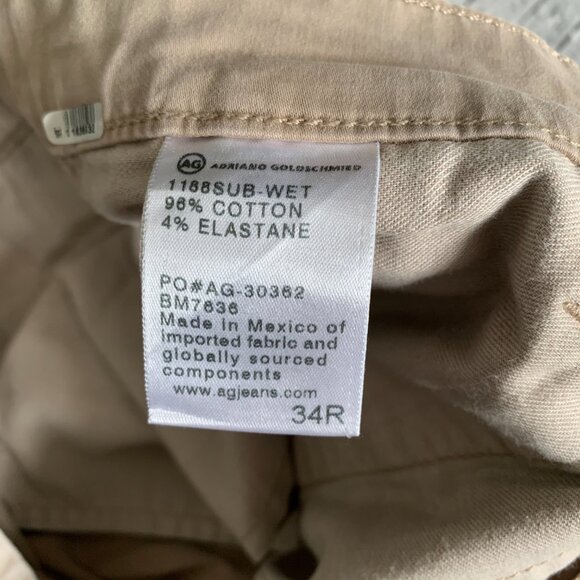 AG ADRIANO GOLDSCHMIED
1188SUB-WET
96% COTTON
4% ELASTANE
PO#AG-30362
BM7636
Made in Mexico of
imported fabric and
globally sourced
components
www.agjeans.com
34R